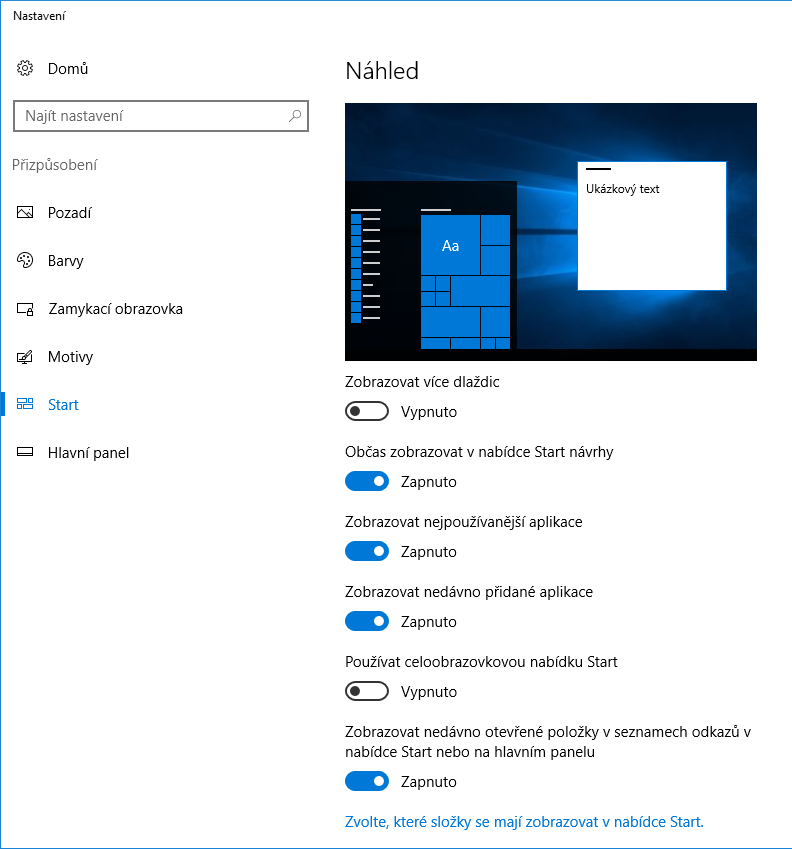 Nastavení
Domů
Najít nastavení
Přizpůsobení
Pozadí
Barvy
Zamykací obrazovka
Motivy
Start
Hlavní panel
Náhled
Aa
Ukázkový text
Zobrazovat více dlaždic
Vypnuto
Občas zobrazovat v nabídce Start návrhy
Zapnuto
Zobrazovat nejpoužívanější aplikace
Zapnuto
Zobrazovat nedávno přidané aplikace
Zapnuto
Používat celoobrazovkovou nabídku Start
Vypnuto
Zobrazovat nedávno otevřené položky v seznamech odkazů v
nabídce Start nebo na hlavním panelu
Zapnuto
Zvolte, které složky se mají zobrazovat v nabídce Start.